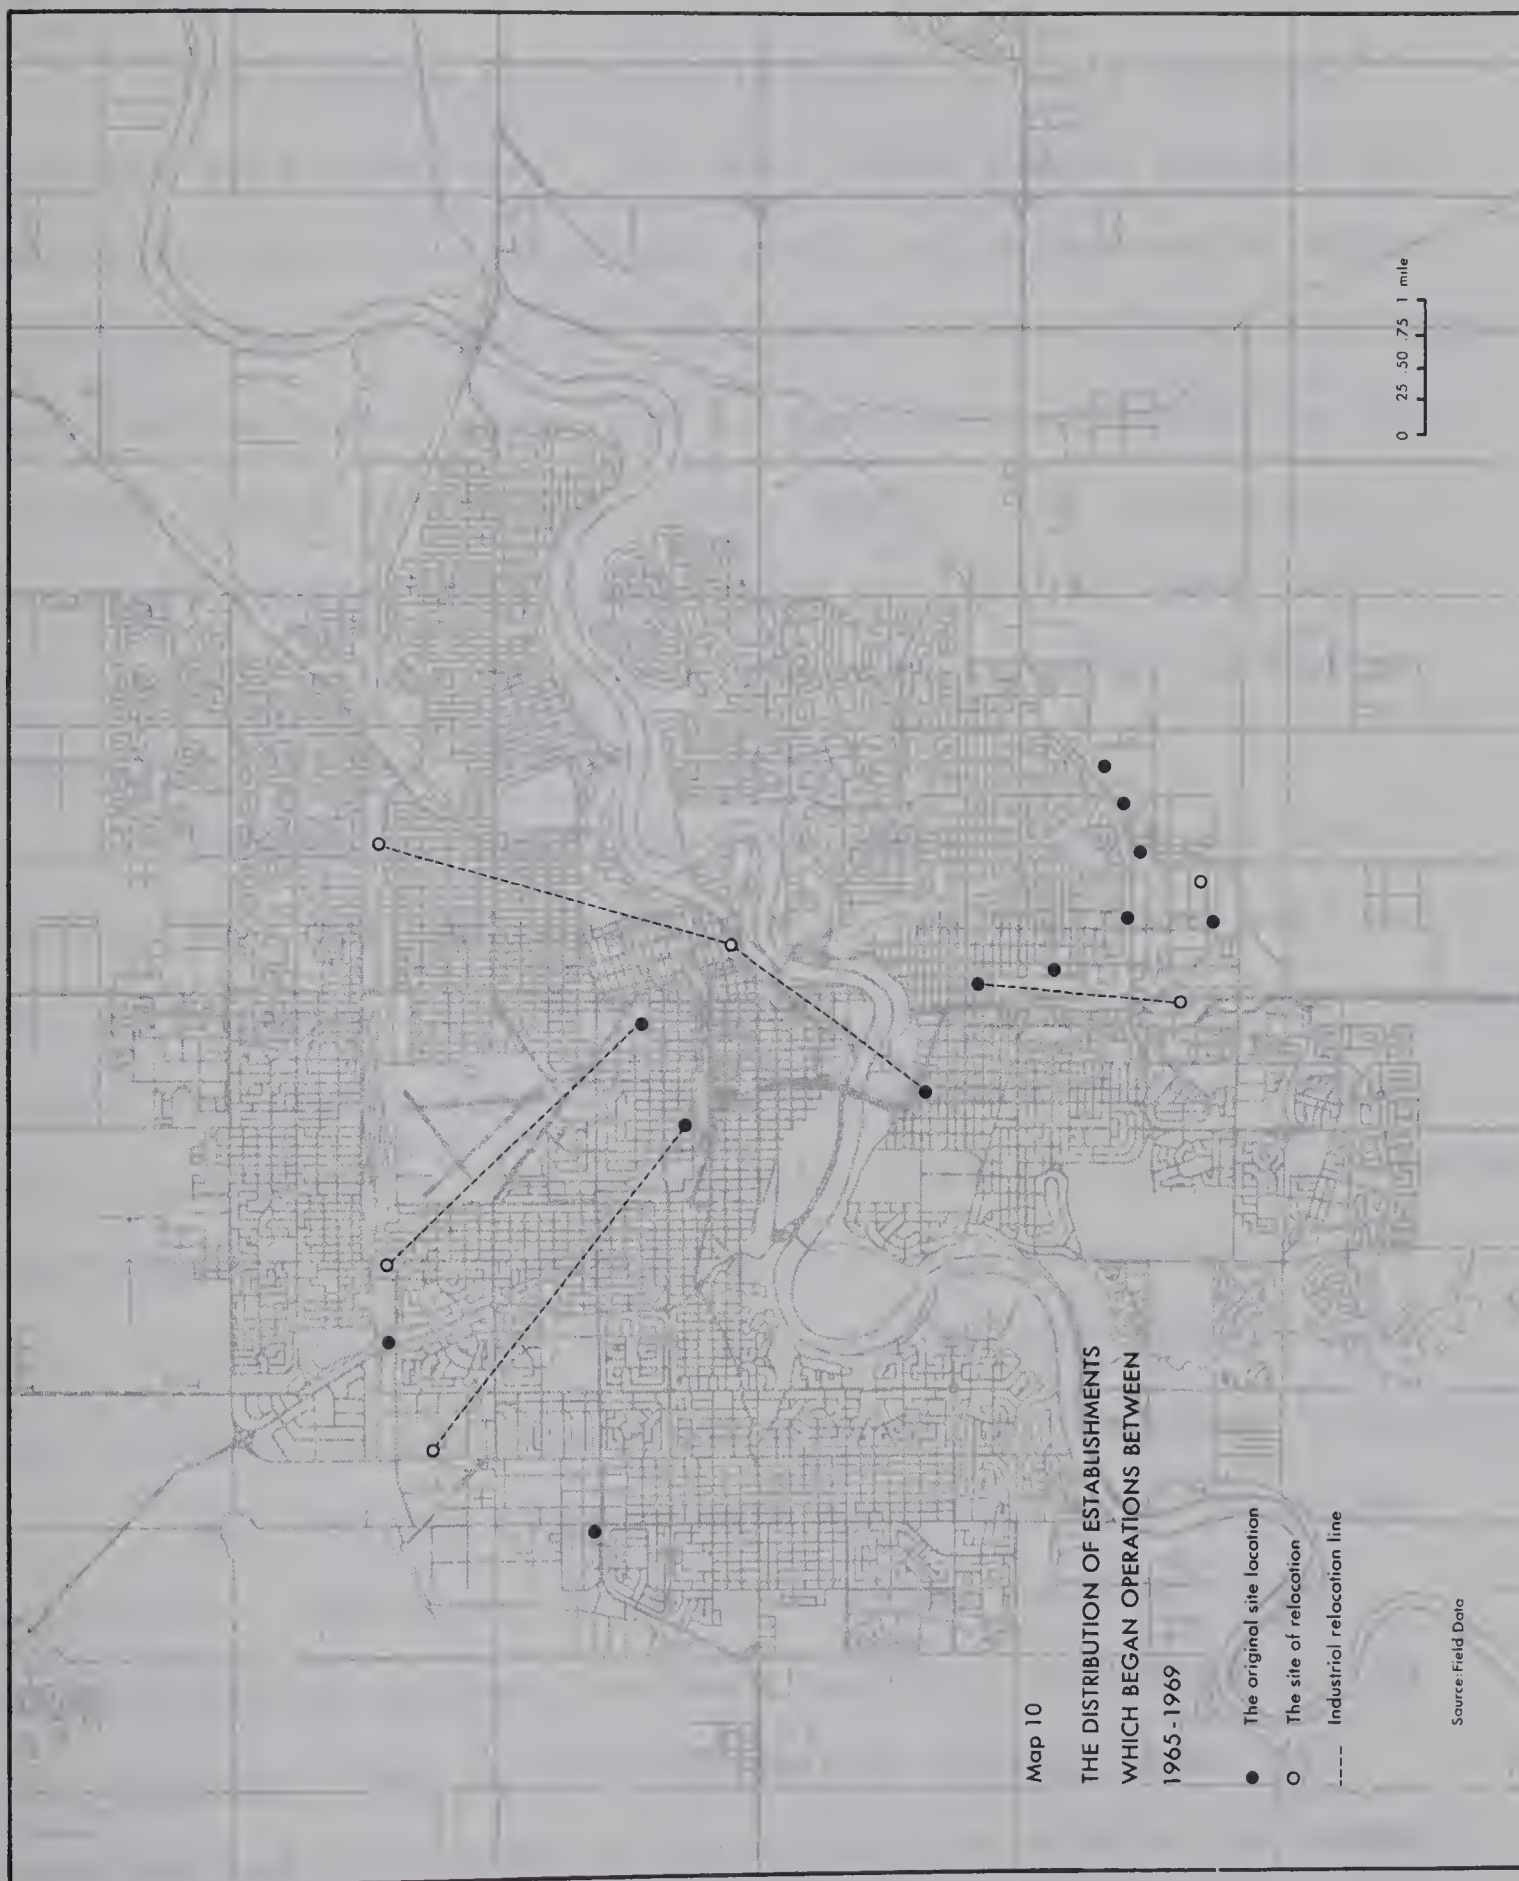 Map 10
THE DISTRIBUTION OF ESTABLISHMENTS
WHICH BEGAN OPERATIONS BETWEEN
1965-1969
The original site location
The site of relocation
Industrial relocation line
Source: Field Data
0 25 .50 .75 1 mile